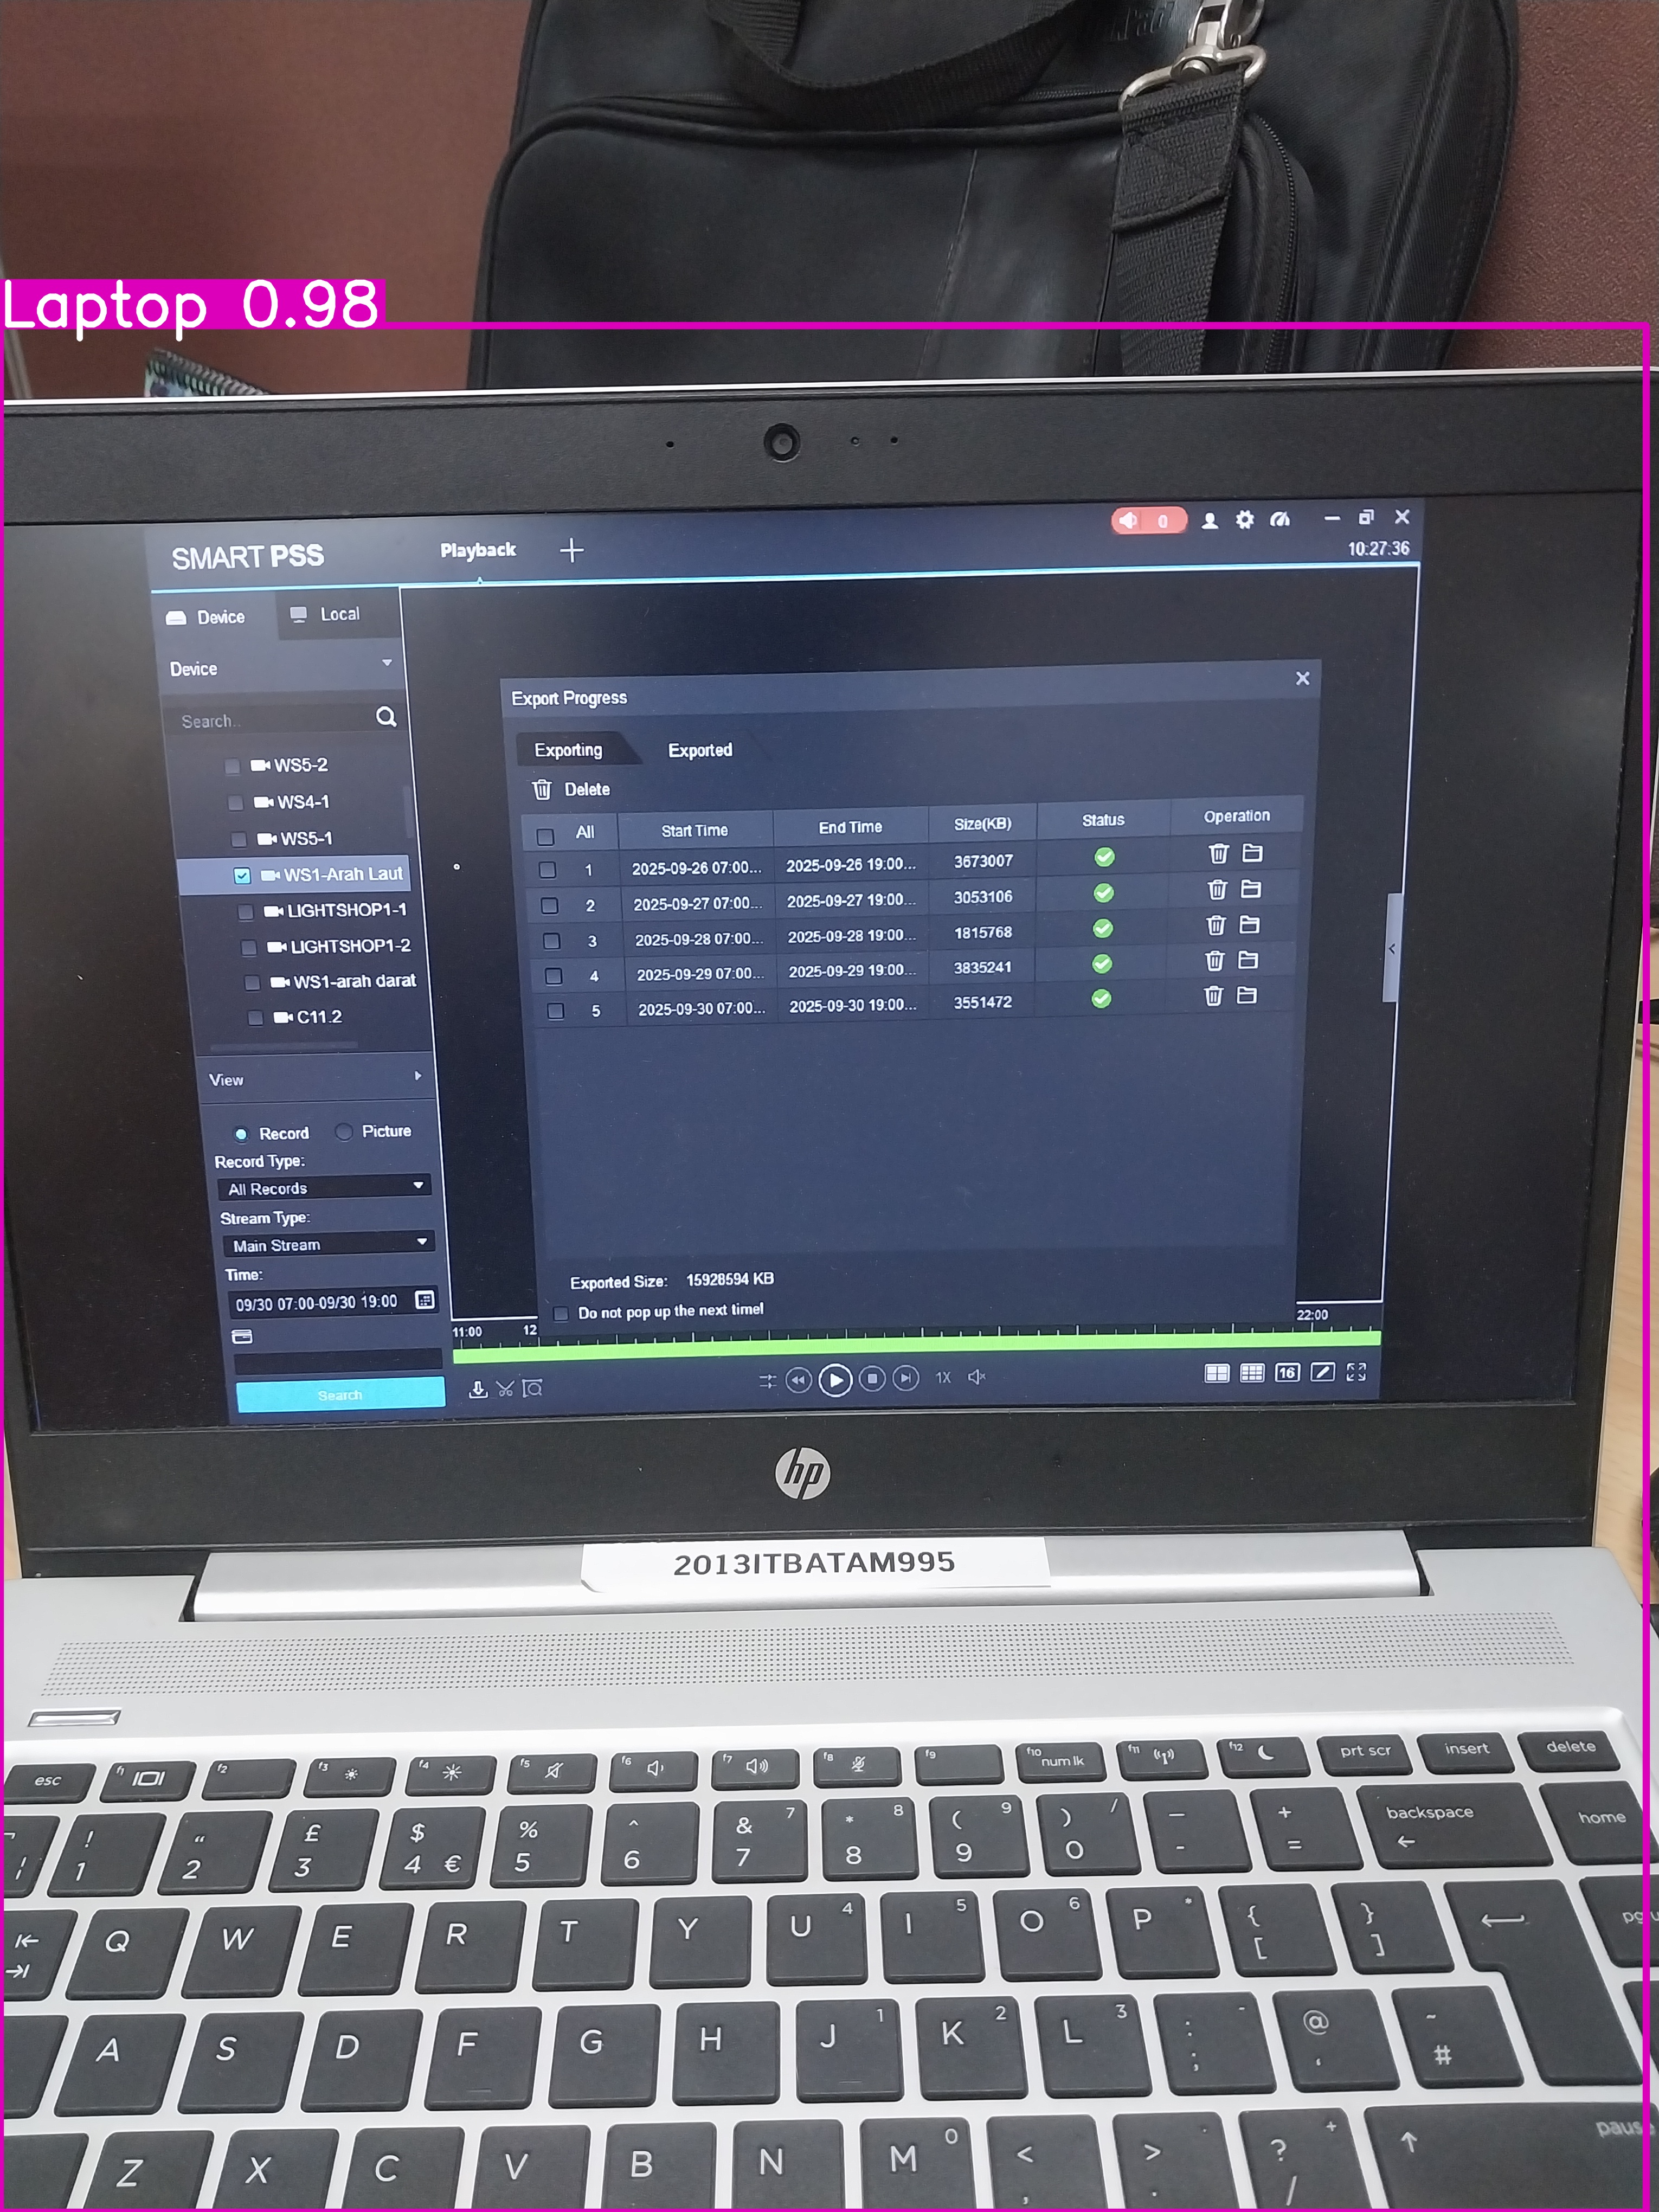 Laptop 0.98
SMART PSS
Playback
0
10:27:36
Device
Local
Device
Search..
WS5-2
WS4-1
WS5-1
WS1-Arah Laut
LIGHTSHOP1-1
LIGHTSHOP1-2
WS1-arah darat
C11.2
View
Record
Picture
Record Type:
All Records
Stream Type:
Main Stream
Time:
09/30 07:00-09/30 19:00
Search
Export Progress
Exporting
Exported
Delete
All Start Time End Time Size(KB) Status Operation
1 2025-09-26 07:00... 2025-09-26 19:00... 3673007
2 2025-09-27 07:00... 2025-09-27 19:00... 3053106
3 2025-09-28 07:00... 2025-09-28 19:00... 1815768
4 2025-09-29 07:00... 2025-09-29 19:00... 3835241
5 2025-09-30 07:00... 2025-09-30 19:00... 3551472
Exported Size: 15928594 KB
Do not pop up the next time!
11:00 12 22:00
1X
16
hp
2013ITBATAM995
esc f1 f2 f3 f4 f5 f6 f7 f8 f9 f10 num lk f11 f12 prt scr insert delete
! 1 " 2 £ 3 $ 4 € % 5 ^ 6 & 7 7 * 8 8 ( 9 9 ) 0 / — - + = backspace home
Q W E R T Y U 4 I 5 O 6 P * { [ } ]
A S D F G H J 1 K 2 L 3 : ; - @ ' ~ #
Z X C V B N M 0 < , > . . ? / + pause